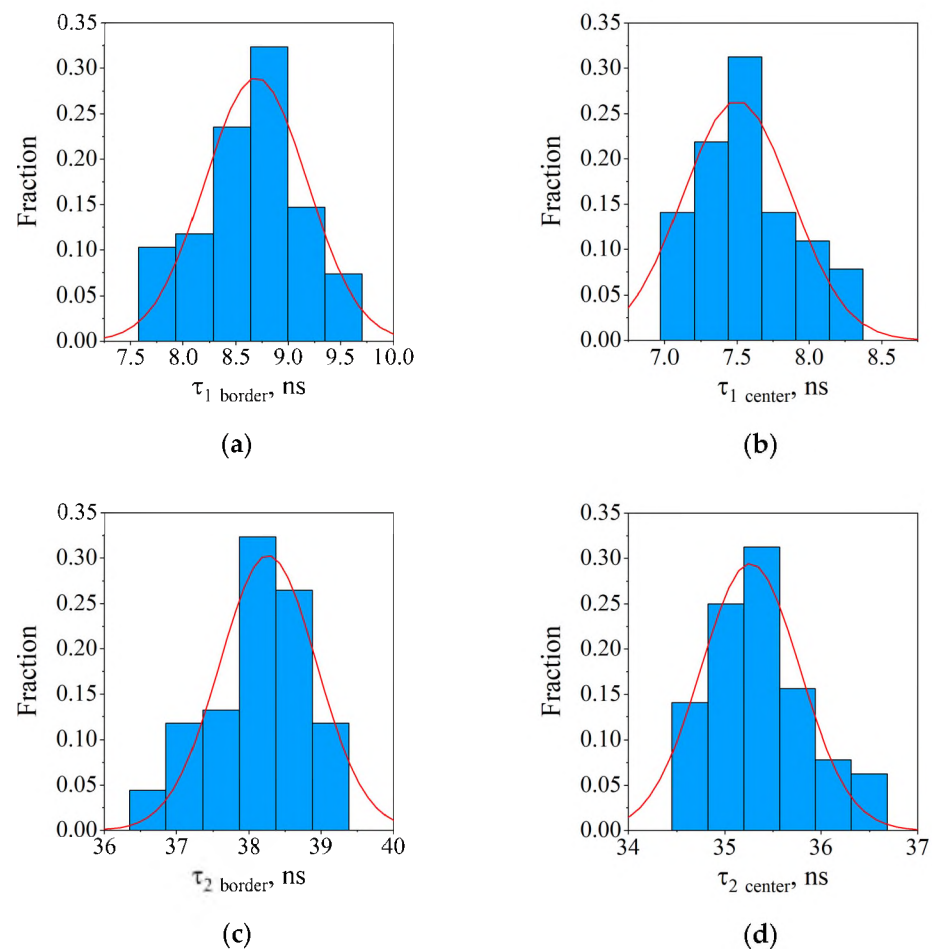 0.35
0.30
0.25
0.20
0.15
0.10
0.05
0.00
Fraction
7.5 8.0 8.5 9.0 9.5 10.0
τ1 border, ns
(a)
0.35
0.30
0.25
0.20
0.15
0.10
0.05
0.00
Fraction
7.0 7.5 8.0 8.5
τ1 center, ns
(b)
0.35
0.30
0.25
0.20
0.15
0.10
0.05
0.00
Fraction
36 37 38 39 40
τ2 border, ns
(c)
0.35
0.30
0.25
0.20
0.15
0.10
0.05
0.00
Fraction
34 35 36 37
τ2 center, ns
(d)